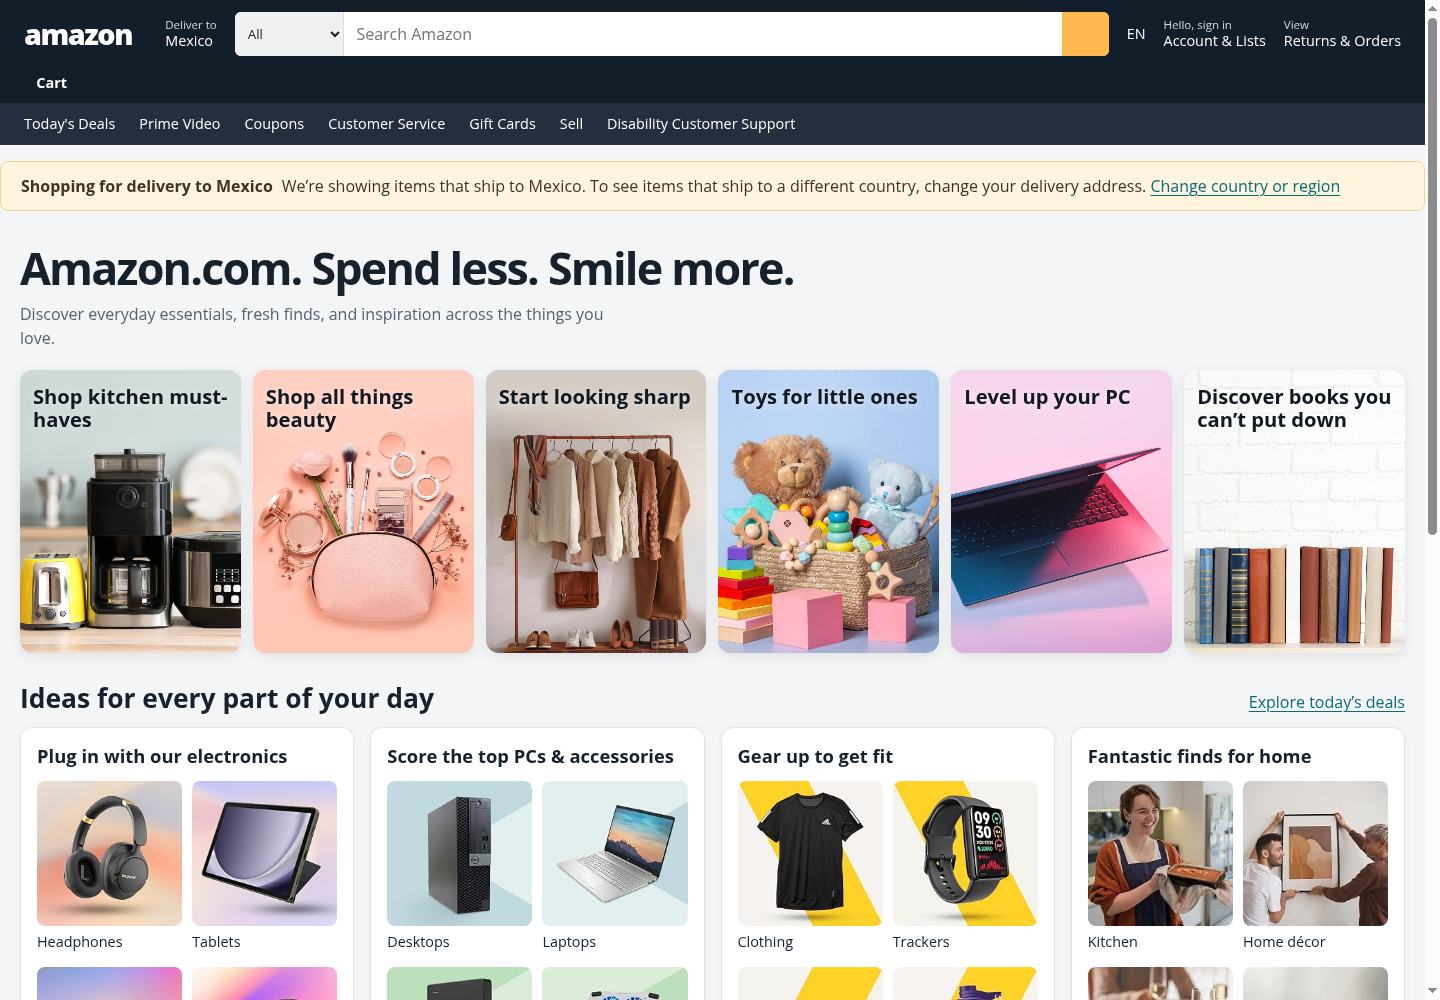 amazon
Deliver to
Mexico
All
Search Amazon
EN
Hello, sign in
Account & Lists
View
Returns & Orders
Cart
Today's Deals
Prime Video
Coupons
Customer Service
Gift Cards
Sell
Disability Customer Support
Shopping for delivery to Mexico We’re showing items that ship to Mexico. To see items that ship to a different country, change your delivery address. Change country or region
Amazon.com. Spend less. Smile more.
Discover everyday essentials, fresh finds, and inspiration across the things you
love.
Shop kitchen must-
haves
Shop all things
beauty
Start looking sharp
Toys for little ones
Level up your PC
Discover books you
can’t put down
Ideas for every part of your day
Explore today’s deals
Plug in with our electronics
Headphones
Tablets
Score the top PCs & accessories
Desktops
Laptops
Gear up to get fit
09
30
Clothing
Trackers
Fantastic finds for home
Kitchen
Home décor